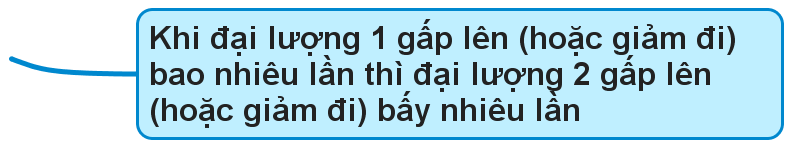 Khi đại lượng 1 gấp lên (hoặc giảm đi)
bao nhiêu lần thì đại lượng 2 gấp lên
(hoặc giảm đi) bấy nhiêu lần